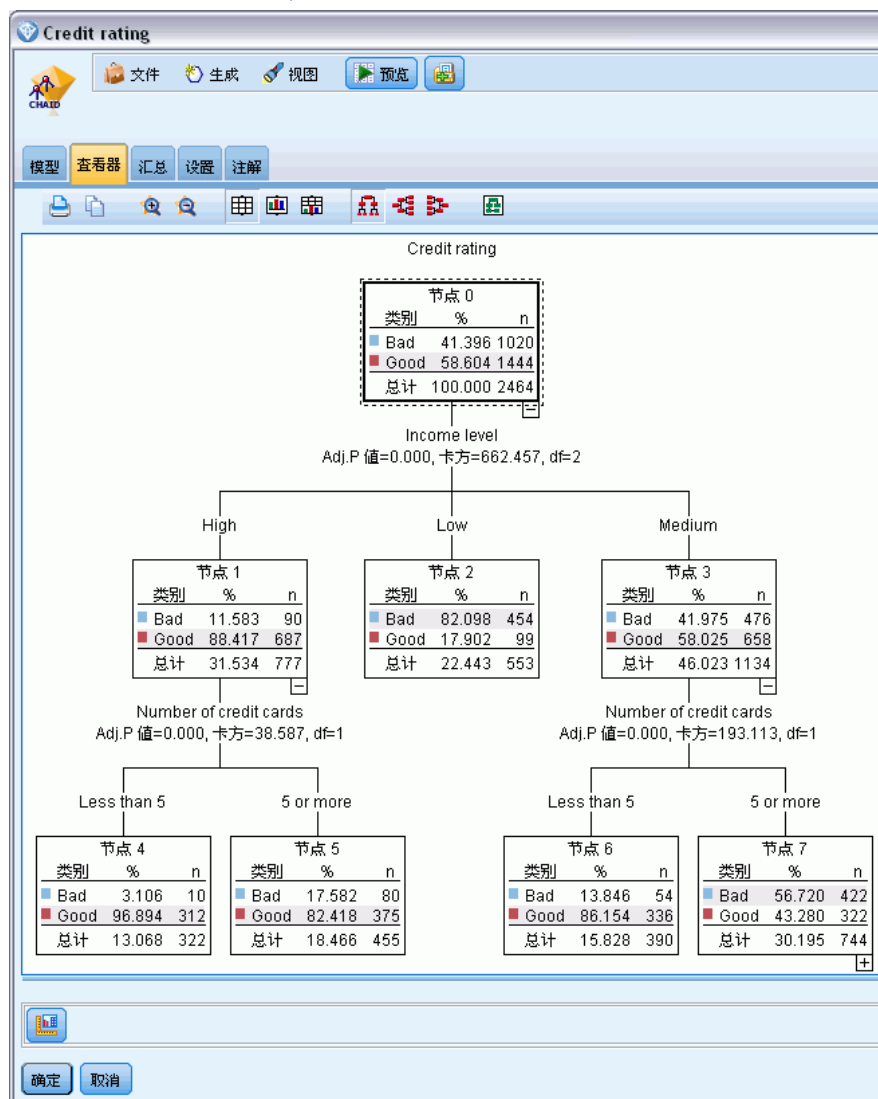 Credit rating
文件 生成 视图 预览
CHAID
模型 查看器 汇总 设置 注解
Credit rating
节点 0
类别 % n
Bad 41.396 1020
Good 58.604 1444
总计 100.000 2464
Income level
Adj.P 值=0.000, 卡方=662.457, df=2
High Low Medium
节点 1
类别 % n
Bad 11.583 90
Good 88.417 687
总计 31.534 777
节点 2
类别 % n
Bad 82.098 454
Good 17.902 99
总计 22.443 553
节点 3
类别 % n
Bad 41.975 476
Good 58.025 658
总计 46.023 1134
Number of credit cards
Adj.P 值=0.000, 卡方=38.587, df=1
Number of credit cards
Adj.P 值=0.000, 卡方=193.113, df=1
Less than 5 5 or more Less than 5 5 or more
节点 4
类别 % n
Bad 3.106 10
Good 96.894 312
总计 13.068 322
节点 5
类别 % n
Bad 17.582 80
Good 82.418 375
总计 18.466 455
节点 6
类别 % n
Bad 13.846 54
Good 86.154 336
总计 15.828 390
节点 7
类别 % n
Bad 56.720 422
Good 43.280 322
总计 30.195 744
确定 取消